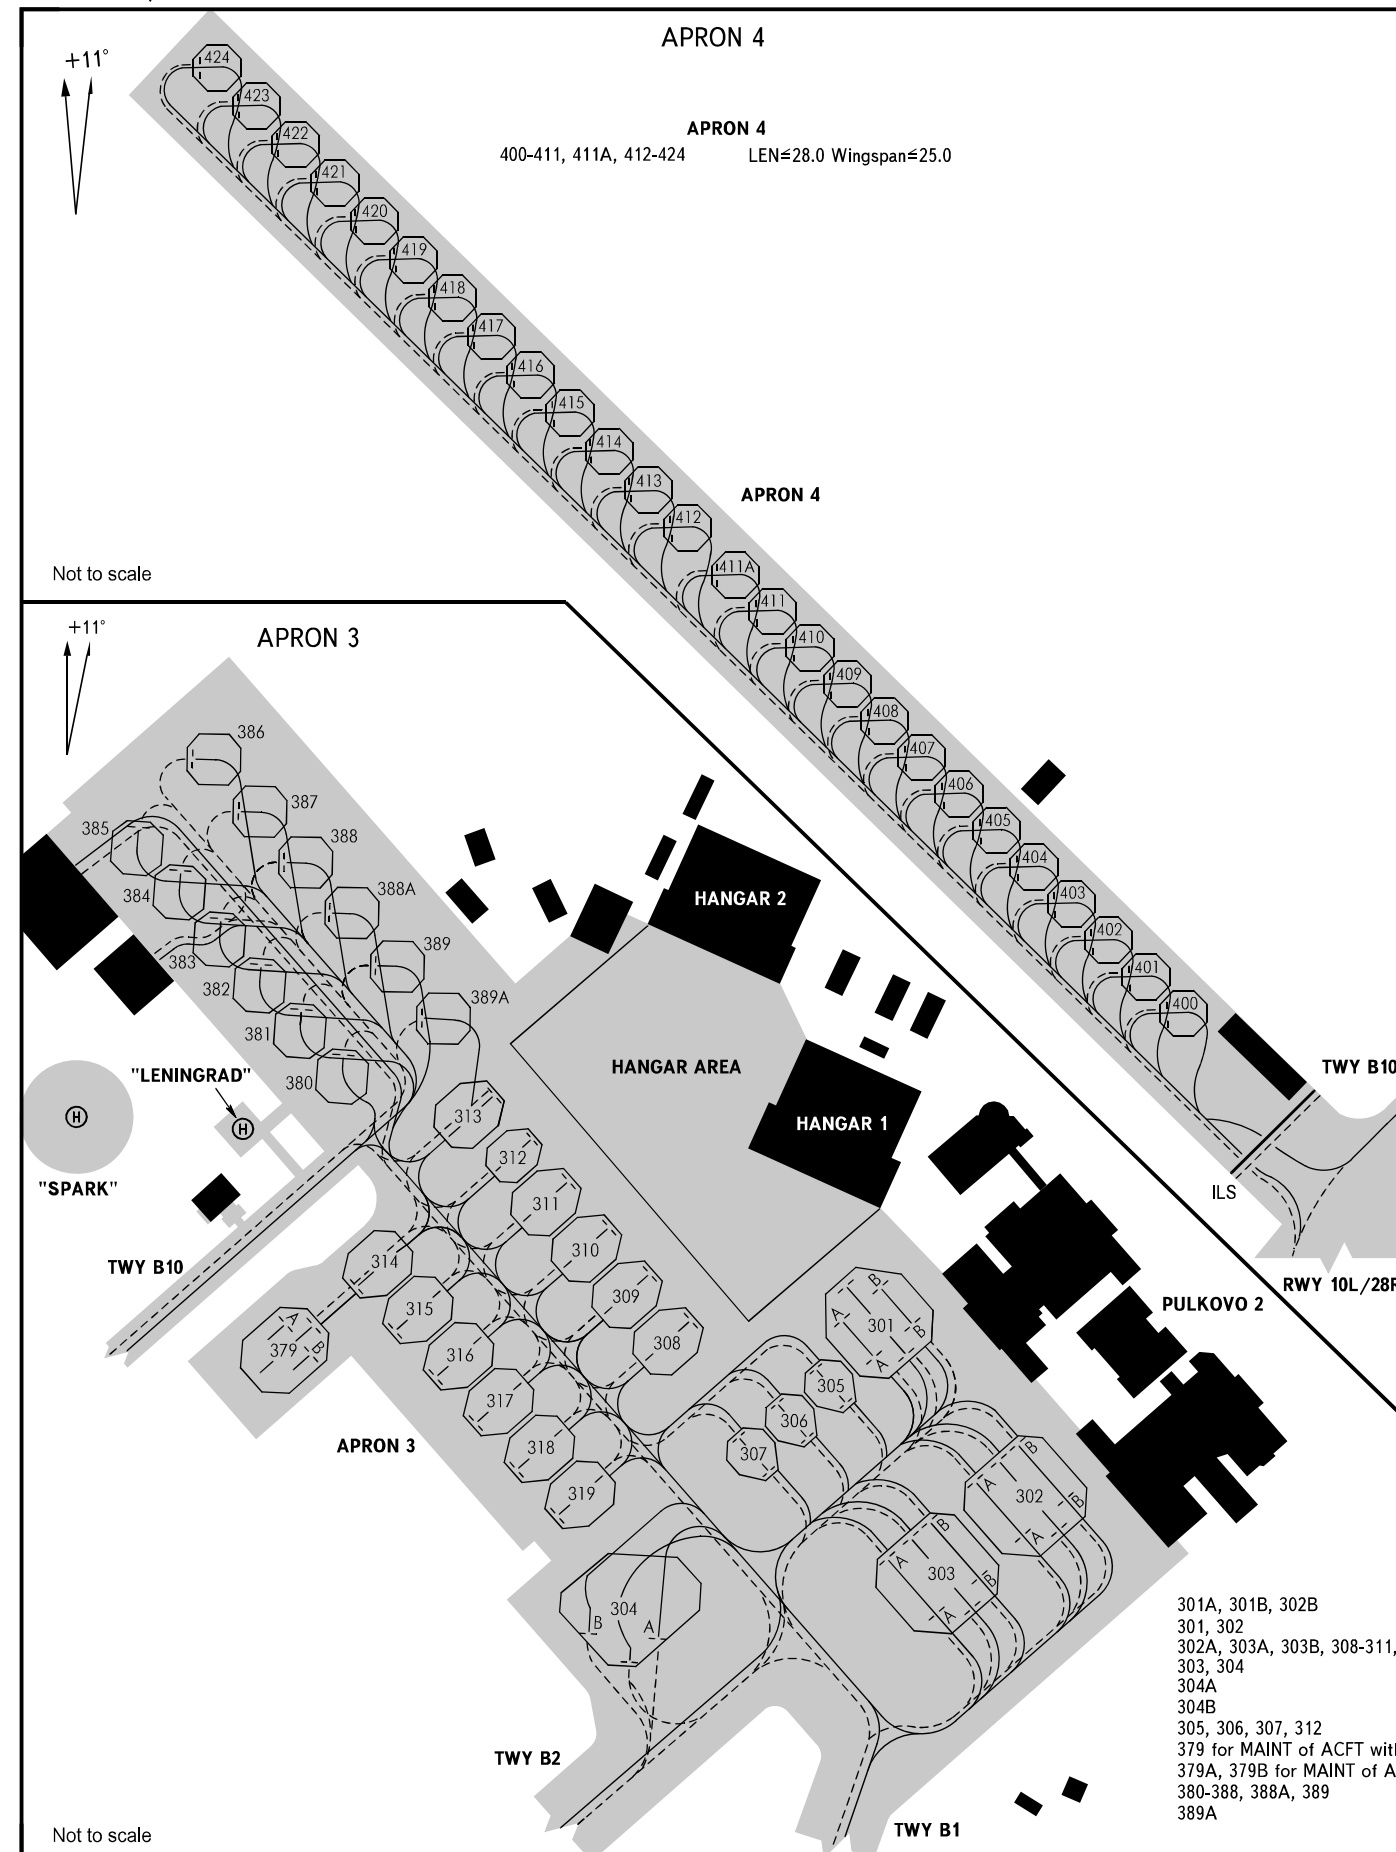 APRON 4
+11°
APRON 4
400-411, 411A, 412-424 LEN≤28.0 Wingspan≤25.0
424
423
422
421
420
419
418
417
416
415
414
413
412
APRON 4
411A
411
410
409
408
407
406
405
404
403
402
401
400
TWY B10
ILS
RWY 10L/28R
Not to scale
+11°
APRON 3
386
387
385
388
384
388A
383
389
382
389A
381
380
HANGAR 2
HANGAR AREA
HANGAR 1
"LENINGRAD"
H
H
"SPARK"
313
312
311
310
309
308
TWY B10
314
315
316
317
318
319
A
379
B
APRON 3
PULKOVO 2
B
A
301
B
A
305
306
307
B
A
302
B
A
B
A
303
B
A
304
B
A
301A, 301B, 302B
301, 302
302A, 303A, 303B, 308-311,
303, 304
304A
304B
305, 306, 307, 312
379 for MAINT of ACFT
379A, 379B for MAINT of
380-388, 388A, 389
389A
TWY B2
TWY B1
Not to scale